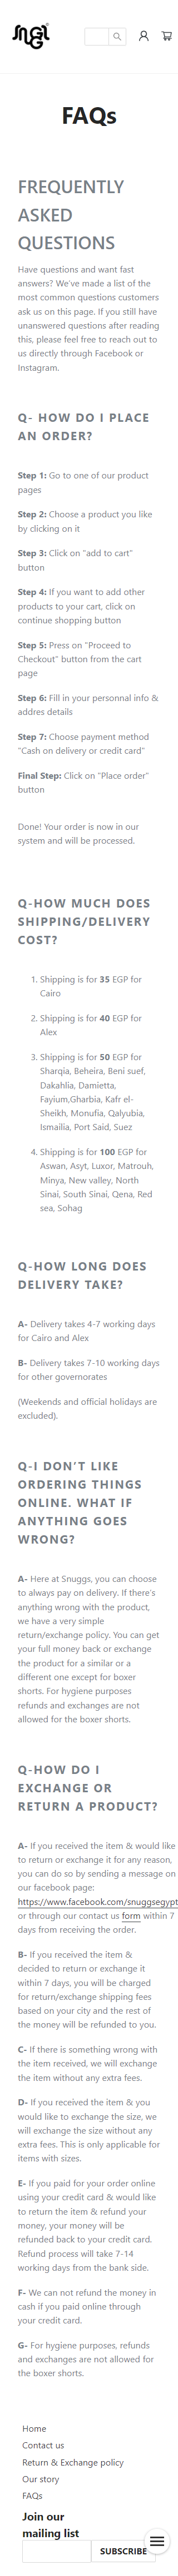 FAQs
FREQUENTLY
ASKED
QUESTIONS
Have questions and want fast
answers? We've made a list of the
most common questions customers
ask us on this page. If you still have
unanswered questions after reading
this, please feel free to reach out to
us directly through Facebook or
Instagram.
Q- HOW DO I PLACE
AN ORDER?
Step 1: Go to one of our product
pages
Step 2: Choose a product you like
by clicking on it
Step 3: Click on "add to cart"
button
Step 4: If you want to add other
products to your cart, click on
continue shopping button
Step 5: Press on "Proceed to
Checkout" button from the cart
page
Step 6: Fill in your personnal info &
addres details
Step 7: Choose payment method
"Cash on delivery or credit card"
Final Step: Click on "Place order"
button
Done! Your order is now in our
system and will be processed.
Q-HOW MUCH DOES
SHIPING/DELIVERY
COST?
1. Shipping is for 35 EGP for
Cairo
2. Shipping is for 40 EGP for
Alex
3. Shipping is for 50 EGP for
Sharqia, Beheira, Beni suef,
Dakahlia, Damietta,
Fayium,Gharbia, Kafr el-
Sheikh, Monufia, Qalyubia,
Ismailia, Port Said, Suez
4. Shipping is for 100 EGP for
Aswan, Asyt, Luxor, Matrouh,
Minya, New valley, North
Sinai, South Sinai, Qena, Red
sea, Sohag
Q-HOW LONG DOES
DELIVERY TAKE?
A- Delivery takes 4-7 working days
for Cairo and Alex
B- Delivery takes 7-10 working days
for other governorates
(Weekends and official holidays are
excluded).
Q-I DON'T LIKE
ORDERING THINGS
ONLINE. WHAT IF
ANYTHING GOES
WRONG?
A- Here at Snuggs, you can choose
to always pay on delivery. If there's
anything wrong with the product,
we have a very simple
return/exchange policy. You can get
your full money back or exchange
the product for a similar or a
different one except for boxer
shorts. For hygiene purposes
refunds and exchanges are not
allowed for the boxer shorts.
Q-HOW DO I
EXCHANGE OR
RETURN A PRODUCT?
A- If you received the item & would like
to return or exchange it for any reason,
you can do so by sending a message on
our facebook page:
https://www.facebook.com/snuggsegypt
or through our contact us form within 7
days from receiving the order.
B- If you received the item &
decided to return or exchange it
within 7 days, you will be charged
for return/exchange shipping fees
based on your city and the rest of
the money will be refunded to you.
C- If there is something wrong with
the item received, we will exchange
the item without any extra fees.
D- If you received the item & you
would like to exchange the size, we
will exchange the size without any
extra fees. This is only applicable for
items with sizes.
E- If you paid for your order online
using your credit card & would like
to return the item & refund your
money, your money will be
refunded back to your credit card.
Refund process will take 7-14
working days from the bank side.
F- We can not refund the money in
cash if you paid online through
your credit card.
G- For hygiene purposes, refunds
and exchanges are not allowed for
the boxer shorts.
Home
Contact us
Return & Exchange policy
Our story
FAQs
Join our
mailing list
SUBSCRIBE